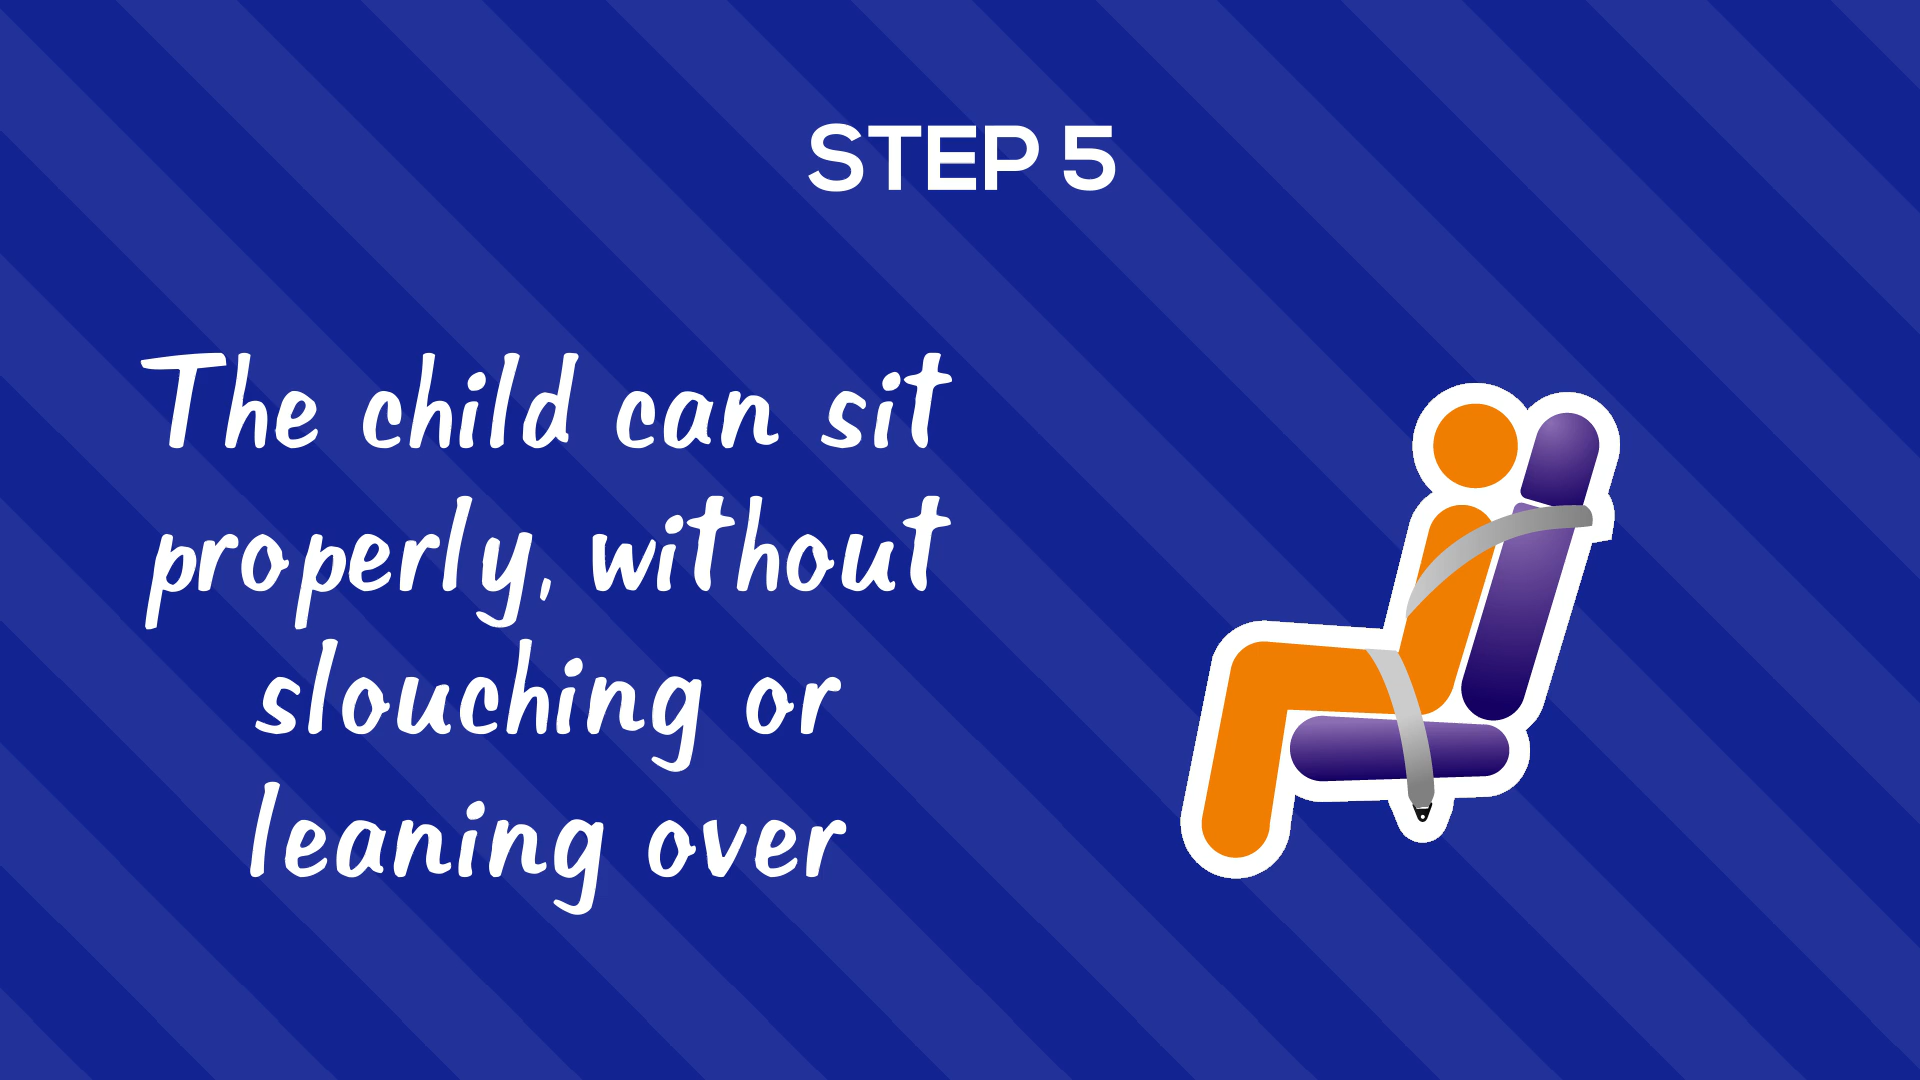 STEP 5
The child can sit
properly, without
slouching or
leaning over